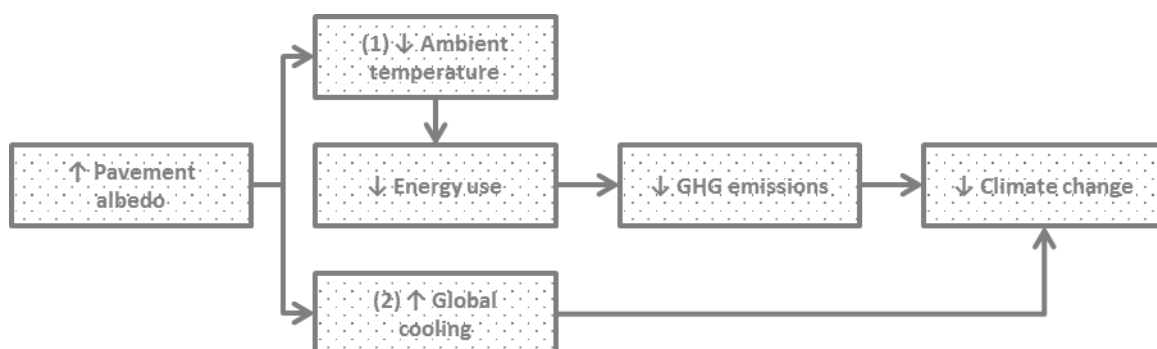 (1) ↓ Ambient
temperature
↑ Pavement
albedo
↓ Energy use
↓ GHG emissions
↓ Climate change
(2) ↑ Global
cooling